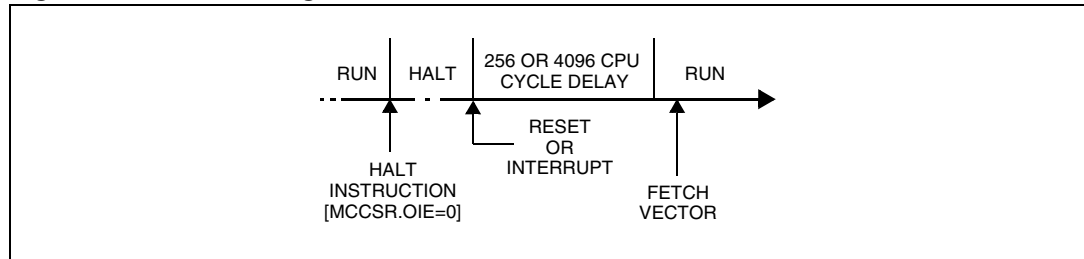 RUN
HALT
256 OR 4096 CPU
CYCLE DELAY
RUN
RESET
OR
INTERRUPT
HALT
INSTRUCTION
[MCCSR.OIE=0]
FETCH
VECTOR